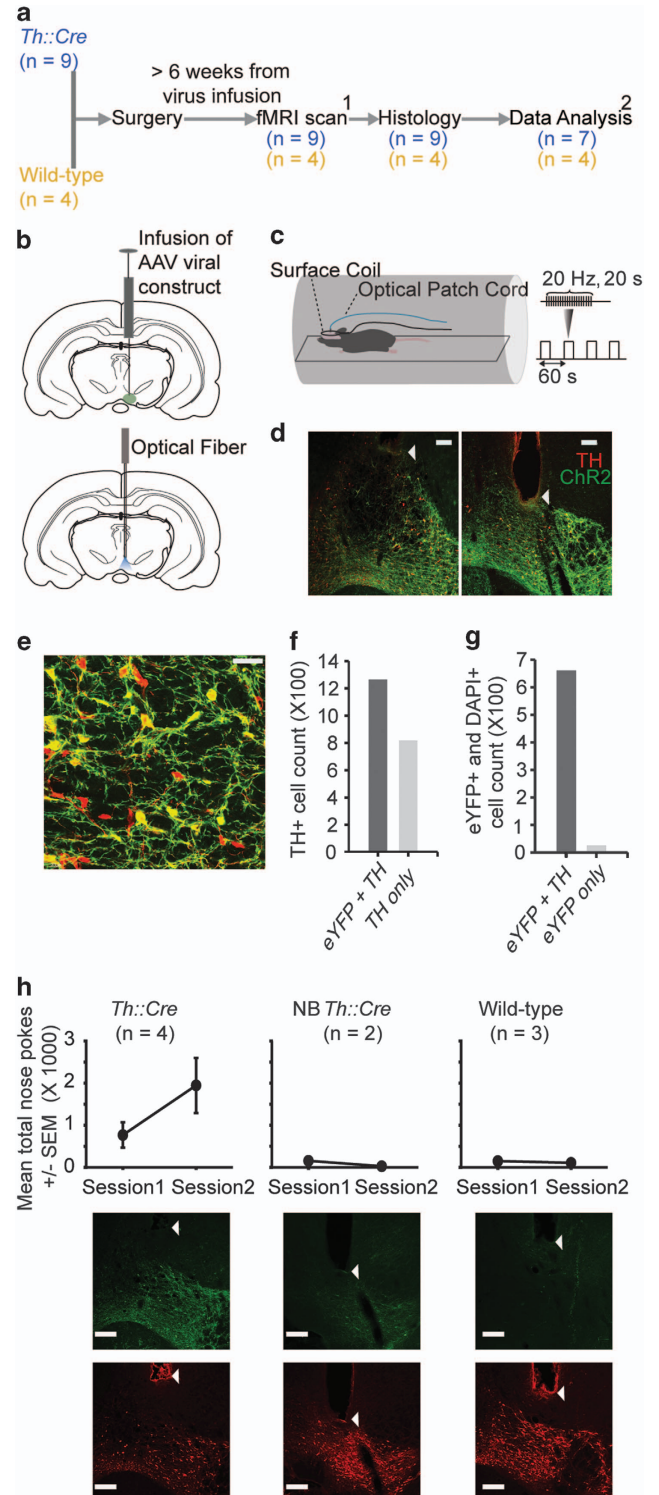 a
Th::Cre
(n = 9)
> 6 weeks from
virus infusion
Surgery
fMRI scan1
Histology
Data Analysis2
(n = 9)
(n = 9)
(n = 7)
(n = 4)
(n = 4)
(n = 4)
Wild-type
(n = 4)
b
Infusion of
AAV viral
construct
Optical Fiber
c
Surface Coil
Optical Patch Cord
20 Hz, 20 s
60 s
d
TH
ChR2
e
f
TH+ cell count (X100)
14
12
10
8
6
4
2
0
eYFP + TH
TH only
g
eYFP+ and DAPI+
cell count (X100)
7
6
5
4
3
2
1
0
eYFP + TH
eYFP only
h
Th::Cre
(n = 4)
NB Th::Cre
(n = 2)
Wild-type
(n = 3)
Mean total nose pokes
+/- SEM (X 1000)
3
2
1
0
Session1 Session2
Session1 Session2
Session1 Session2